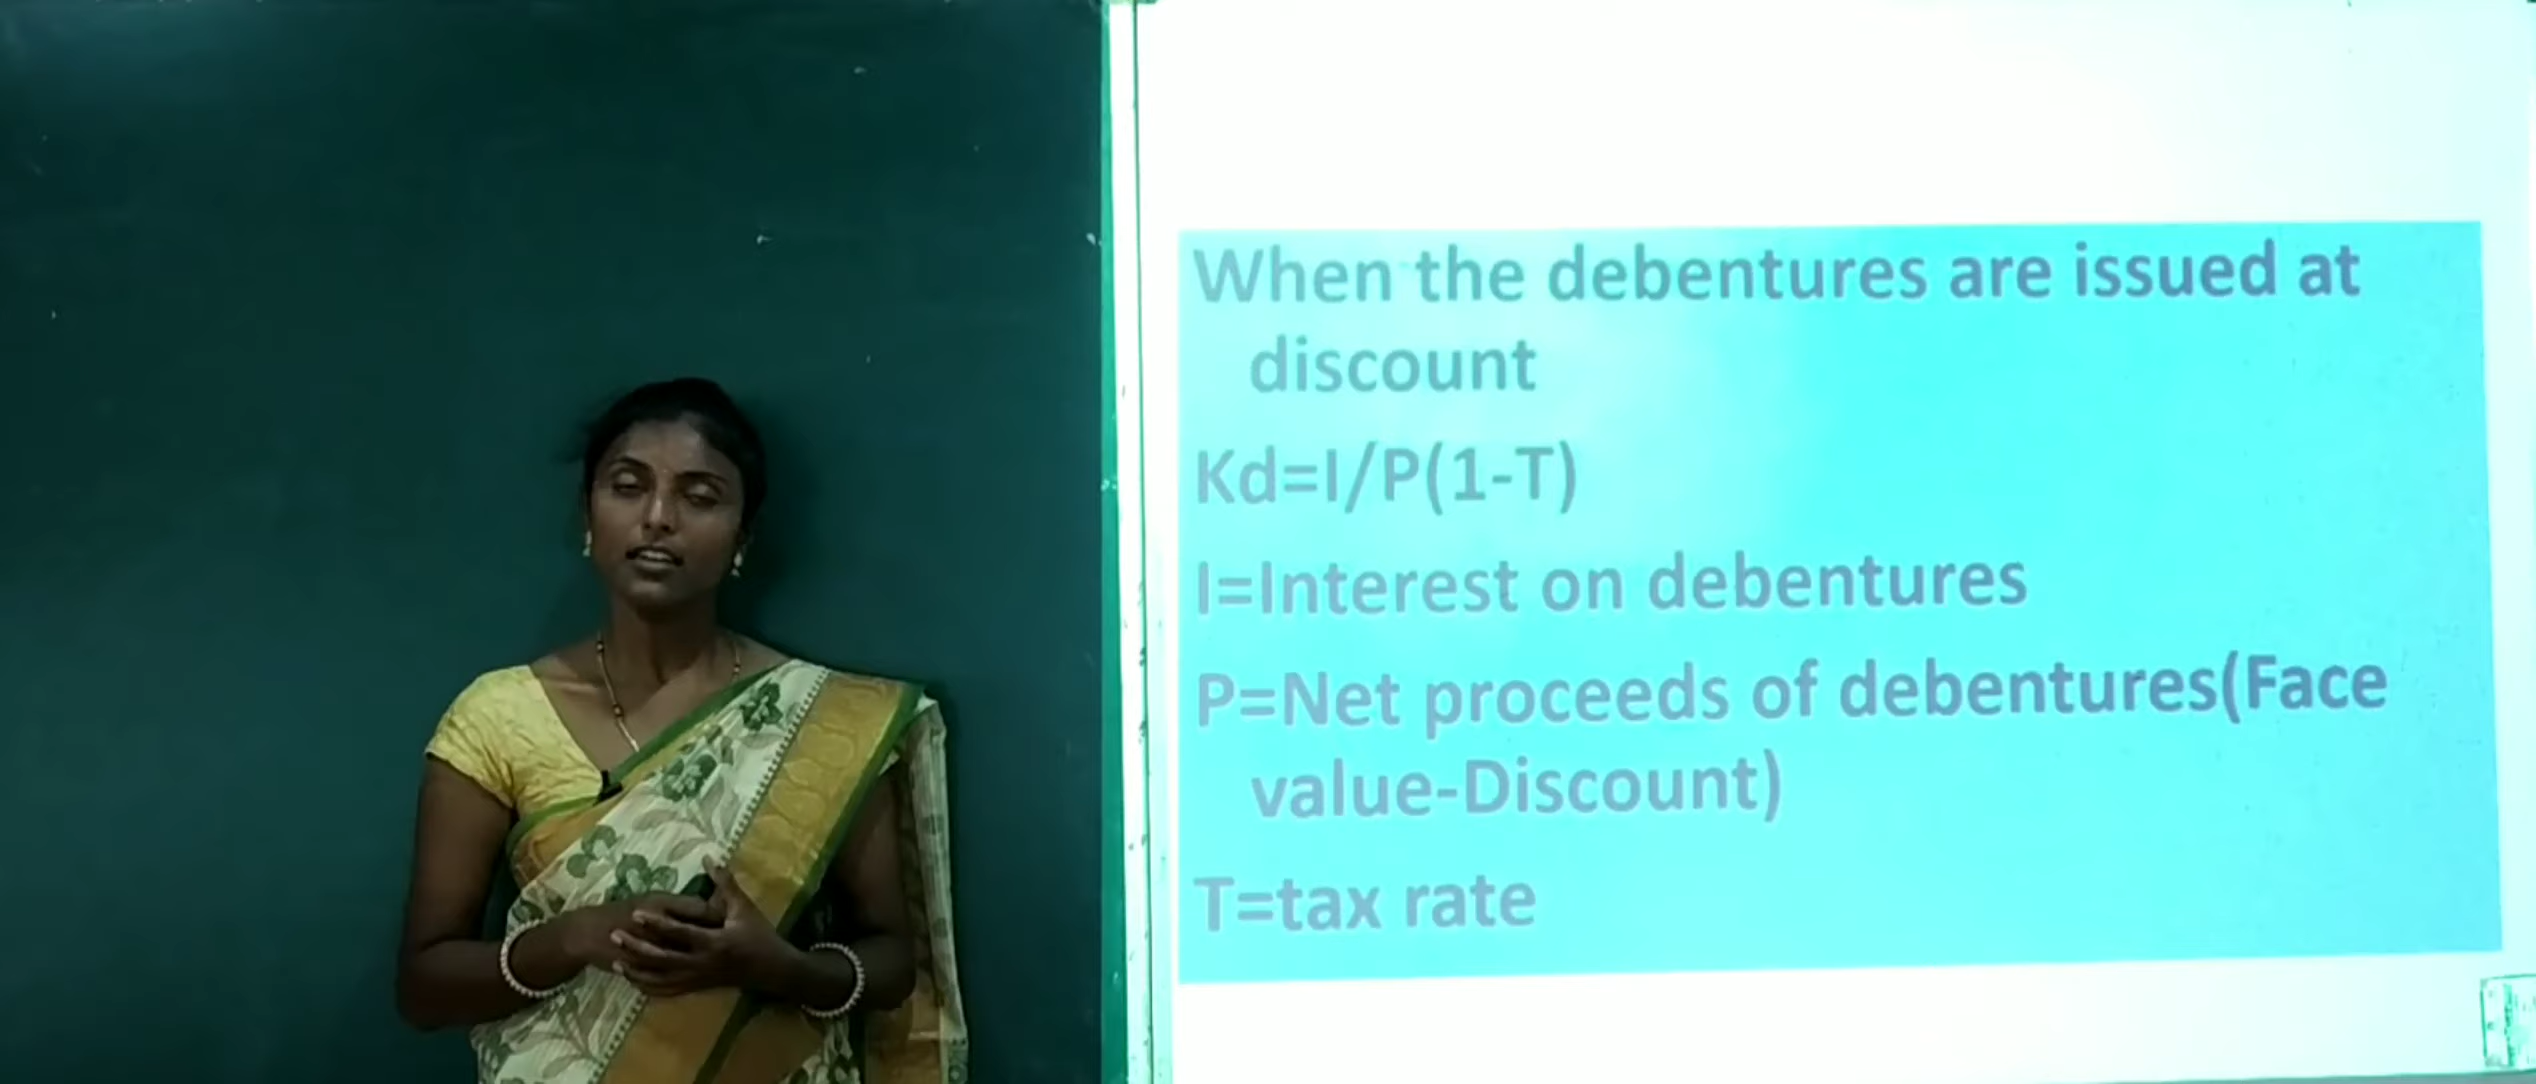 When the debentures are issued at
discount
Kd=I/P(1-T)
I=Interest on debentures
P=Net proceeds of debentures(Face
value-Discount)
T=tax rate